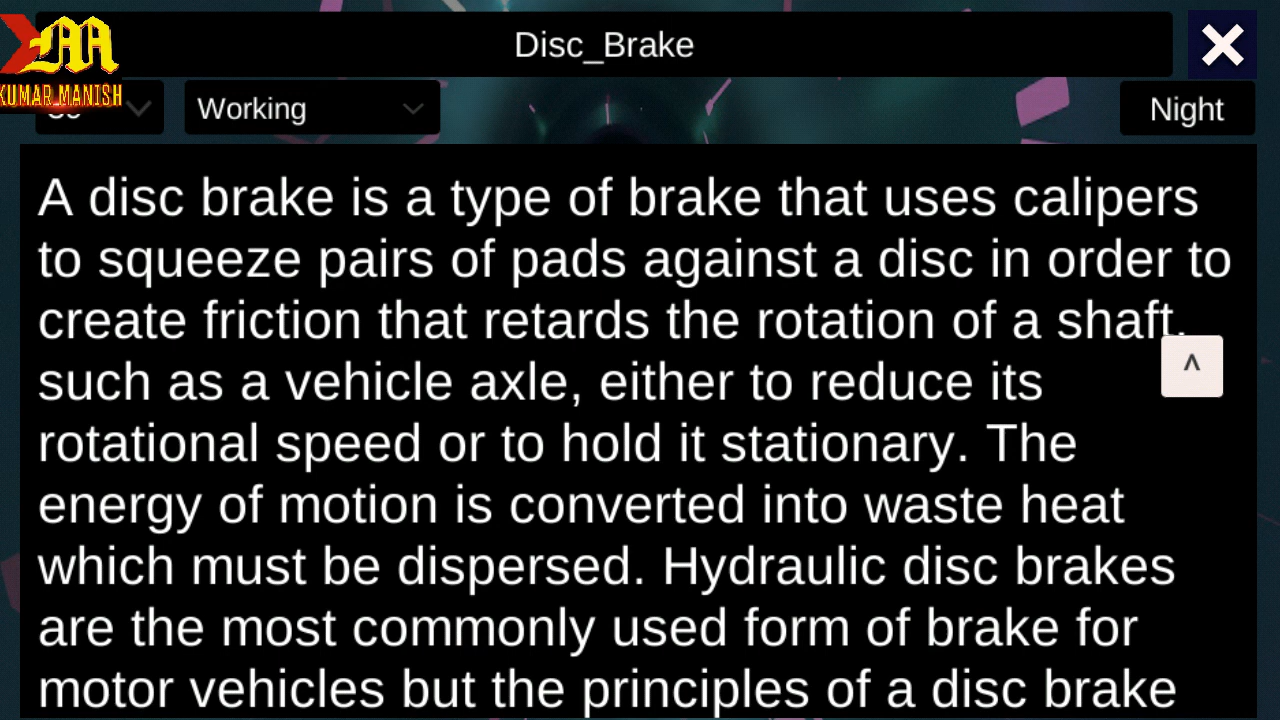 Disc_Brake
KUMAR MANISH
Working
Night
A disc brake is a type of brake that uses calipers
to squeeze pairs of pads against a disc in order to
create friction that retards the rotation of a shaft,
such as a vehicle axle, either to reduce its
rotational speed or to hold it stationary. The
energy of motion is converted into waste heat
which must be dispersed. Hydraulic disc brakes
are the most commonly used form of brake for
motor vehicles but the principles of a disc brake